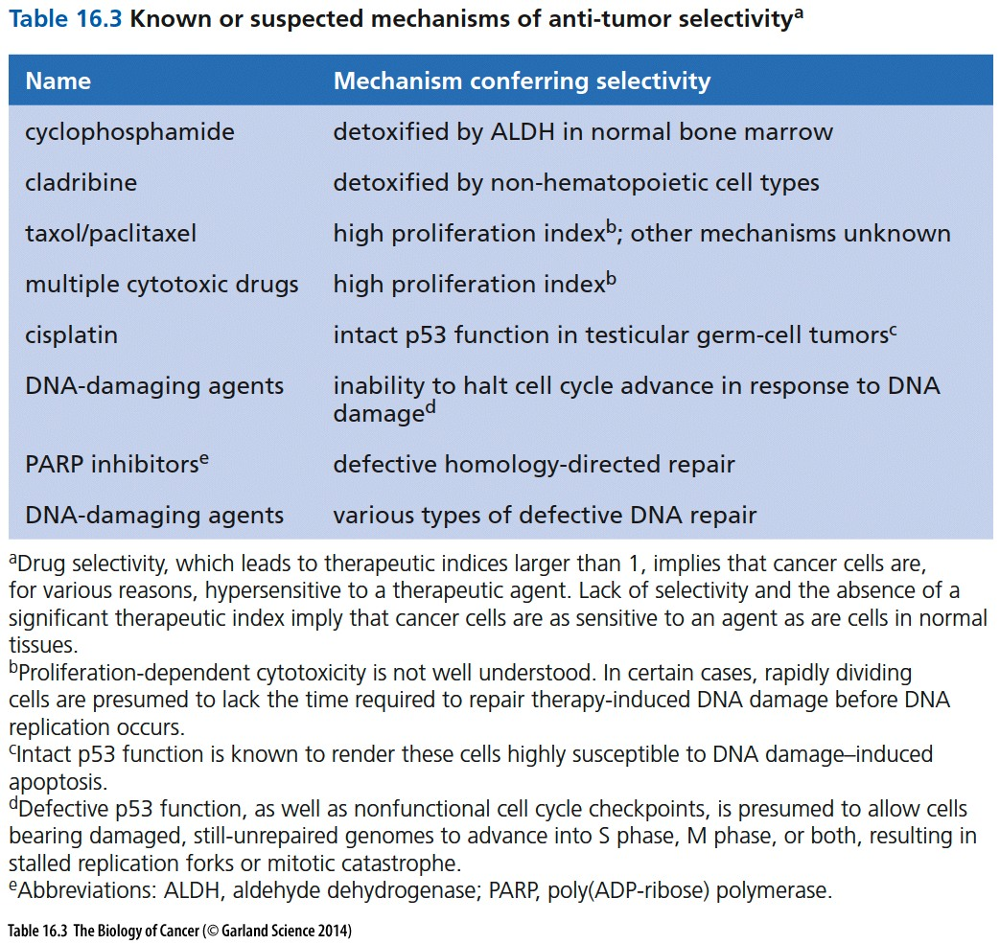 Table 16.3 Known or suspected mechanisms of anti-tumor selectivityᵃ
Name Mechanism conferring selectivity
cyclophosphamide detoxified by ALDH in normal bone marrow
cladribine detoxified by non-hematopoietic cell types
taxol/paclitaxel high proliferation indexᵇ; other mechanisms unknown
multiple cytotoxic drugs high proliferation indexᵇ
cisplatin intact p53 function in testicular germ-cell tumorsᶜ
DNA-damaging agents inability to halt cell cycle advance in response to DNA
damageᵈ
PARP inhibitorsᵉ defective homology-directed repair
DNA-damaging agents various types of defective DNA repair
ᵃDrug selectivity, which leads to therapeutic indices larger than 1, implies that cancer cells are,
for various reasons, hypersensitive to a therapeutic agent. Lack of selectivity and the absence of a
significant therapeutic index imply that cancer cells are as sensitive to an agent as are cells in normal
tissues.
ᵇProliferation-dependent cytotoxicity is not well understood. In certain cases, rapidly dividing
cells are presumed to lack the time required to repair therapy-induced DNA damage before DNA
replication occurs.
ᶜIntact p53 function is known to render these cells highly susceptible to DNA damage–induced
apoptosis.
ᵈDefective p53 function, as well as nonfunctional cell cycle checkpoints, is presumed to allow cells
bearing damaged, still-unrepaired genomes to advance into S phase, M phase, or both, resulting in
stalled replication forks or mitotic catastrophe.
ᵉAbbreviations: ALDH, aldehyde dehydrogenase; PARP, poly(ADP-ribose) polymerase.
Table 16.3 The Biology of Cancer (© Garland Science 2014)